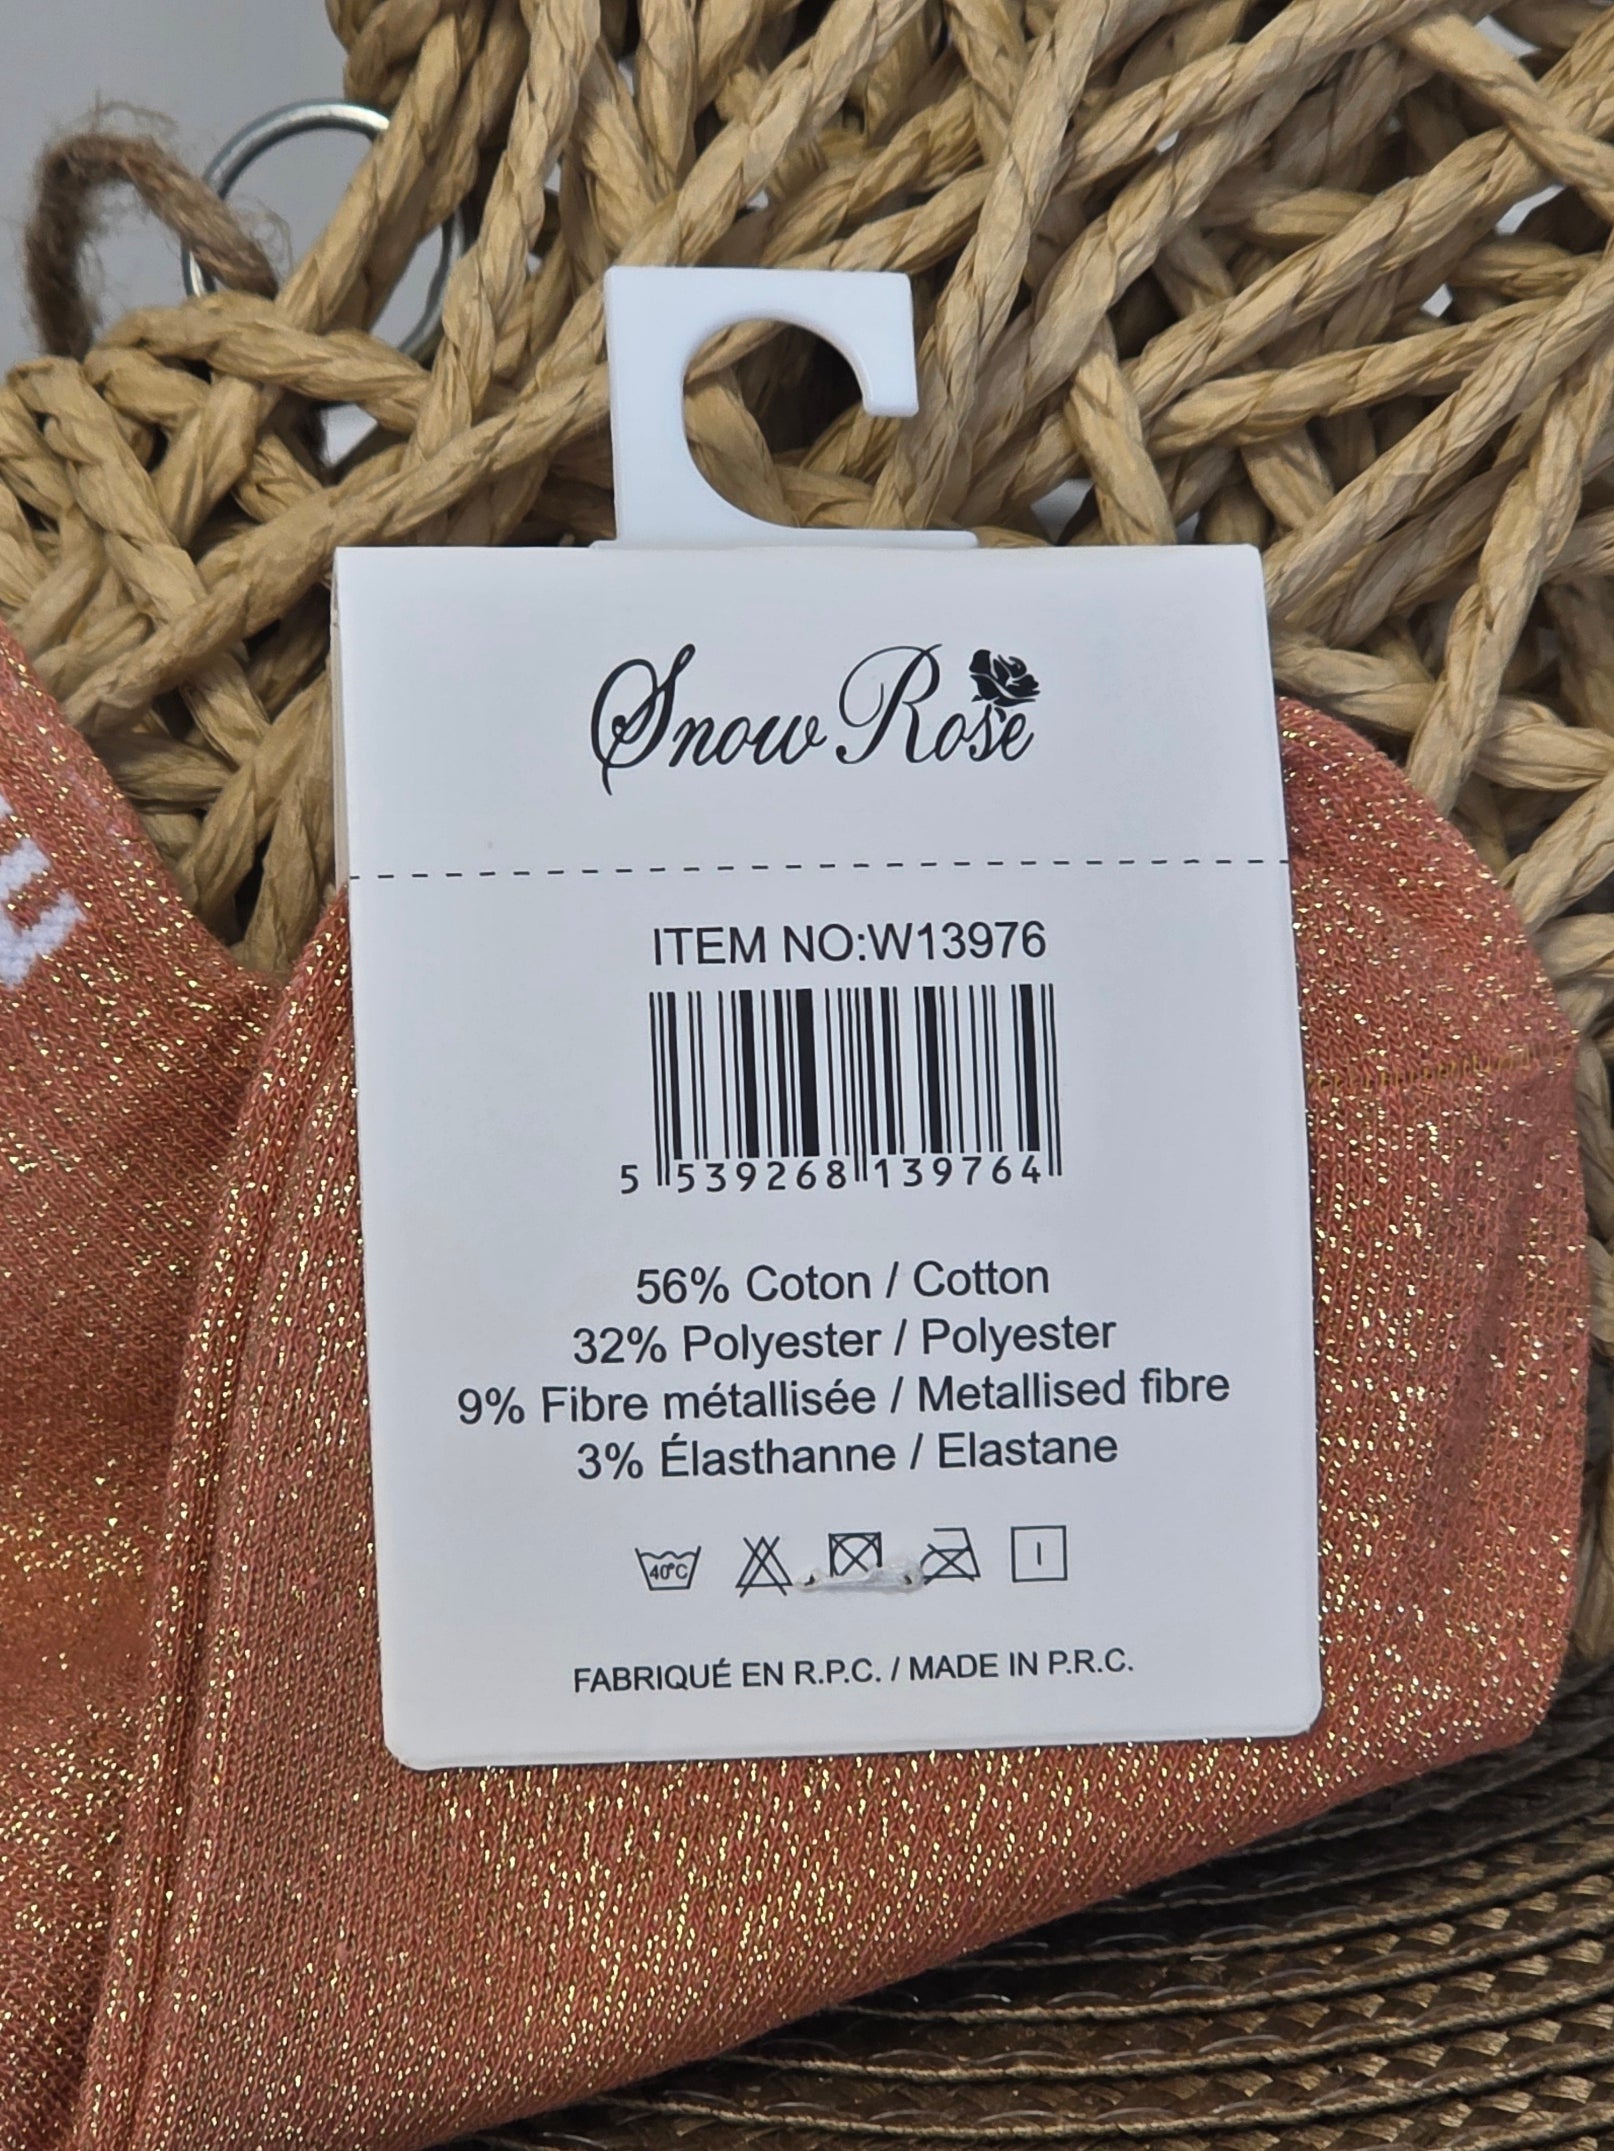 Snow Rose
ITEM NO:W13976
5 539268 139764
56% Coton / Cotton
32% Polyester / Polyester
9% Fibre métallisée / Metallised fibre
3% Élasthanne / Elastane
40°C
FABRIQUÉ EN R.P.C. / MADE IN P.R.C.